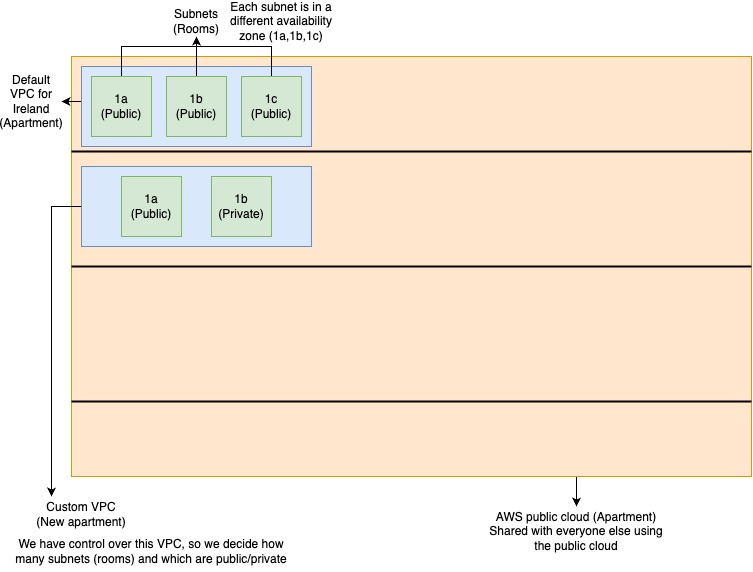 Subnets
(Rooms)
Each subnet is in a
different availability
zone (1a,1b,1c)
Default
VPC for
Ireland
(Apartment)
1a
(Public)
1b
(Public)
1c
(Public)
1a
(Public)
1b
(Private)
Custom VPC
(New apartment)
We have control over this VPC, so we decide how
many subnets (rooms) and which are public/private
AWS public cloud (Apartment)
Shared with everyone else using
the public cloud